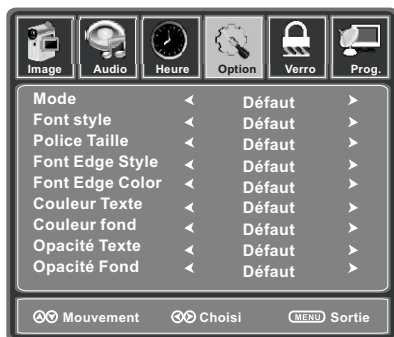 Image Audio Heure Option Verro Prog.
Mode Défaut
Font style Défaut
Police Taille Défaut
Font Edge Style Défaut
Font Edge Color Défaut
Couleur Texte Défaut
Couleur fond Défaut
Opacité Texte Défaut
Opacité Fond Défaut
Mouvement Choisi MENU Sortie